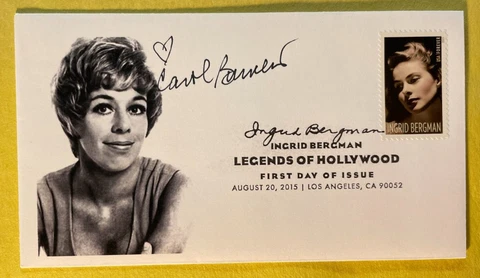 Carol Burnett
Ingrid Bergman
INGRID BERGMAN
LEGENDS OF HOLLYWOOD
FIRST DAY OF ISSUE
AUGUST 20, 2015 | LOS ANGELES, CA 90052
INGRID BERGMAN